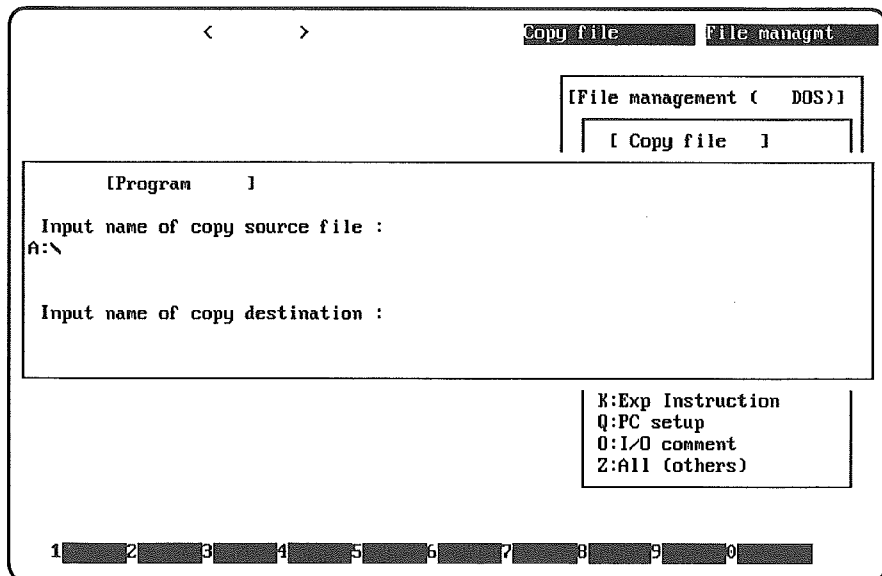 <          >          Copy file          File managmt
[File management (   DOS)]
[ Copy file   ]
[Program      ]
Input name of copy source file :
A:\
Input name of copy destination :
K:Exp Instruction
Q:PC setup
O:I/O comment
Z:All (others)
1 2 3 4 5 6 7 8 9 0